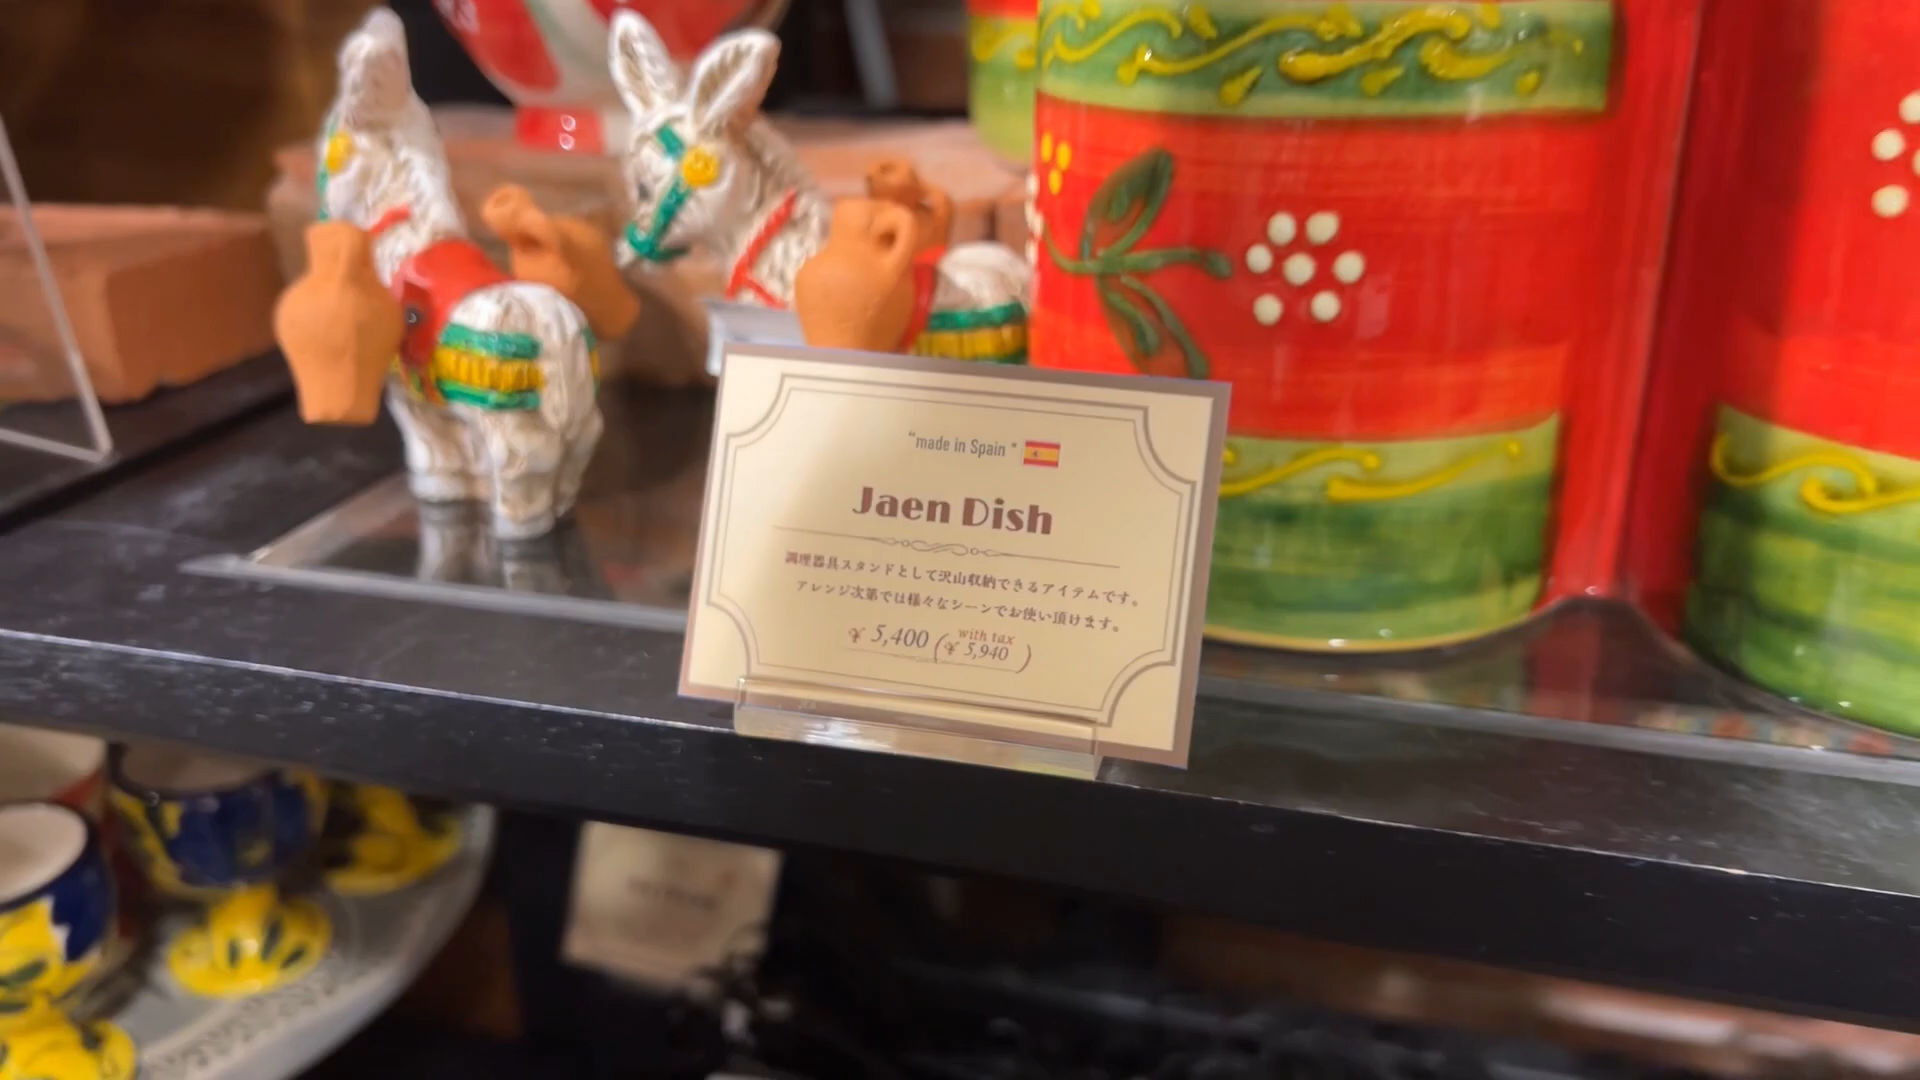 "made in Spain"
Jaen Dish
調理器具スタンドとして沢山収納できるアイテムです。
アレンジ次第では様々なシーンでお使い頂けます。
¥ 5,400 (with tax ¥ 5,940)